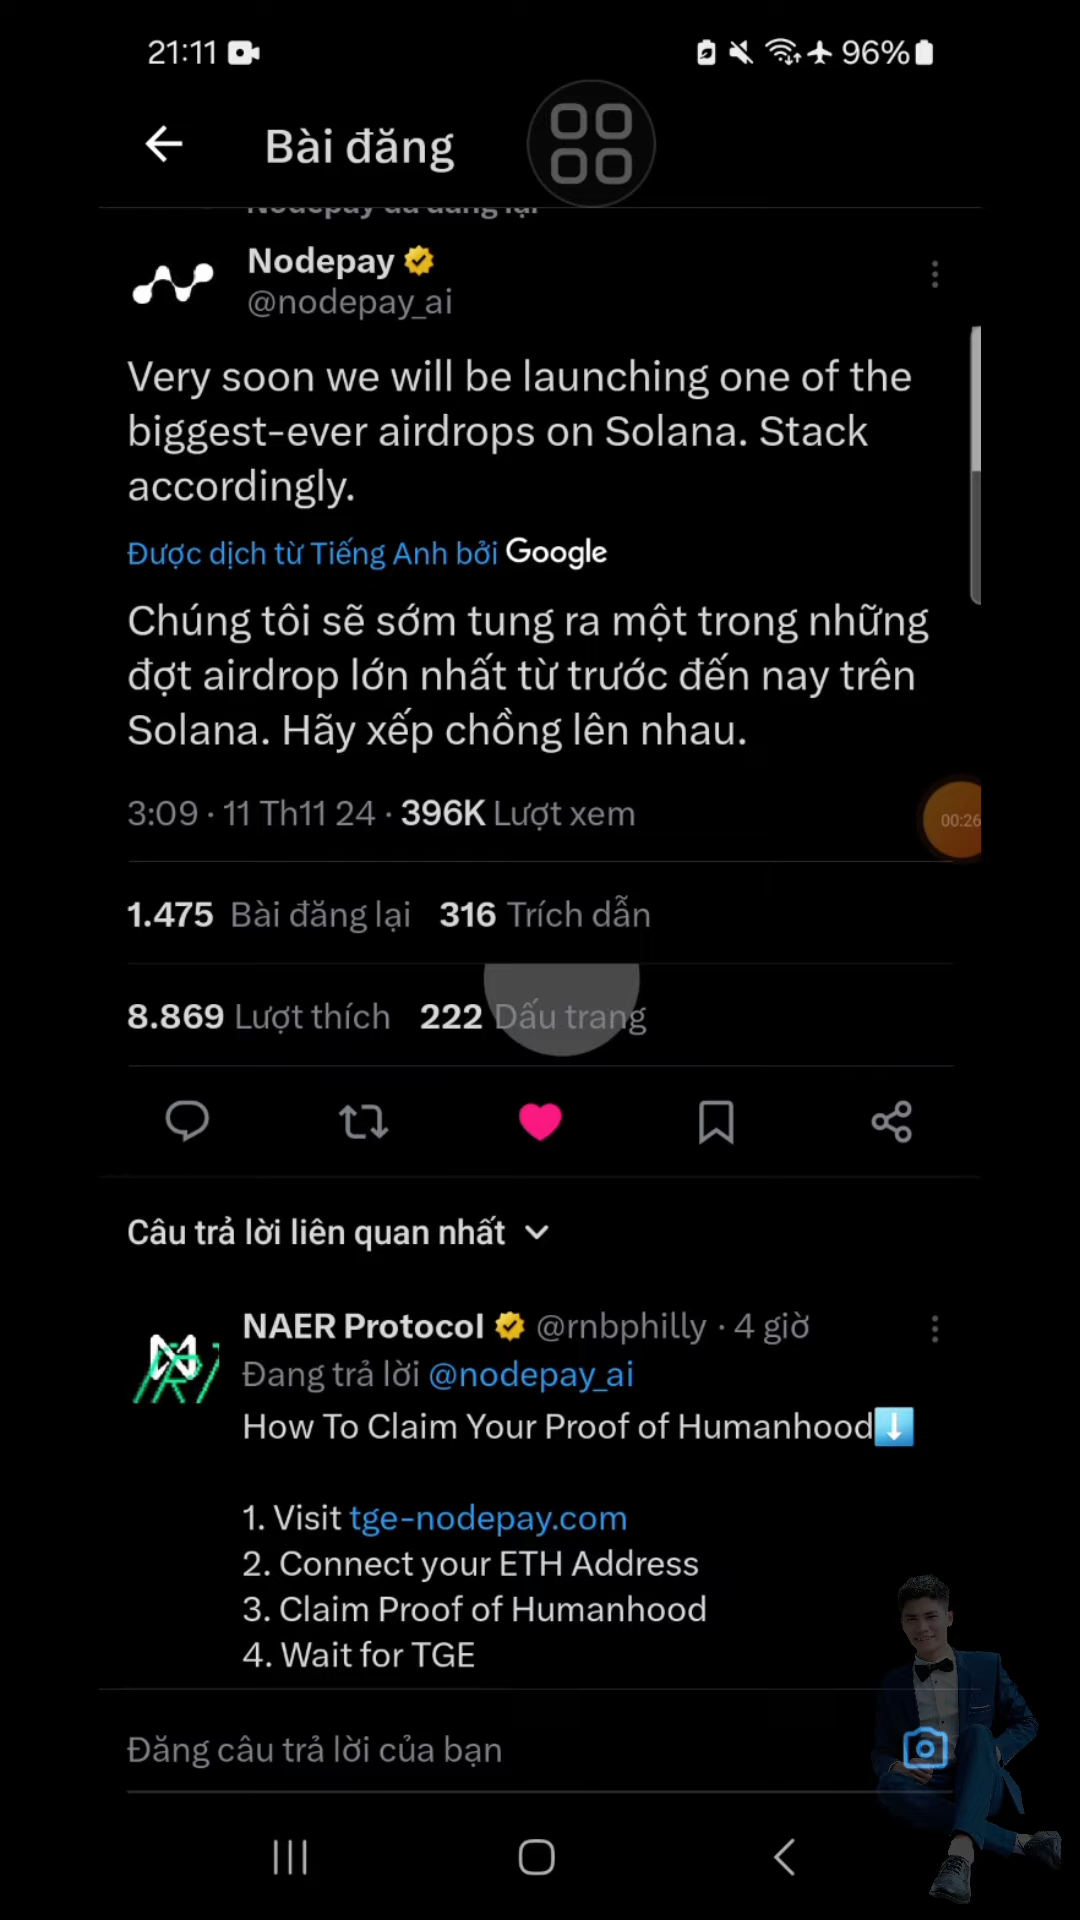 21:11
96%
Bài đăng
Nodepay đã đăng lại
Nodepay
@nodepay_ai
Very soon we will be launching one of the
biggest-ever airdrops on Solana. Stack
accordingly.
Được dịch từ Tiếng Anh bởi Google
Chúng tôi sẽ sớm tung ra một trong những
đợt airdrop lớn nhất từ trước đến nay trên
Solana. Hãy xếp chồng lên nhau.
3:09 · 11 Th11 24 · 396K Lượt xem
00:26
1.475 Bài đăng lại 316 Trích dẫn
8.869 Lượt thích 222 Dấu trang
Câu trả lời liên quan nhất
NAER Protocol @rnbphilly · 4 giờ
Đang trả lời @nodepay_ai
How To Claim Your Proof of Humanhood⬇️
1. Visit tge-nodepay.com
2. Connect your ETH Address
3. Claim Proof of Humanhood
4. Wait for TGE
Đăng câu trả lời của bạn